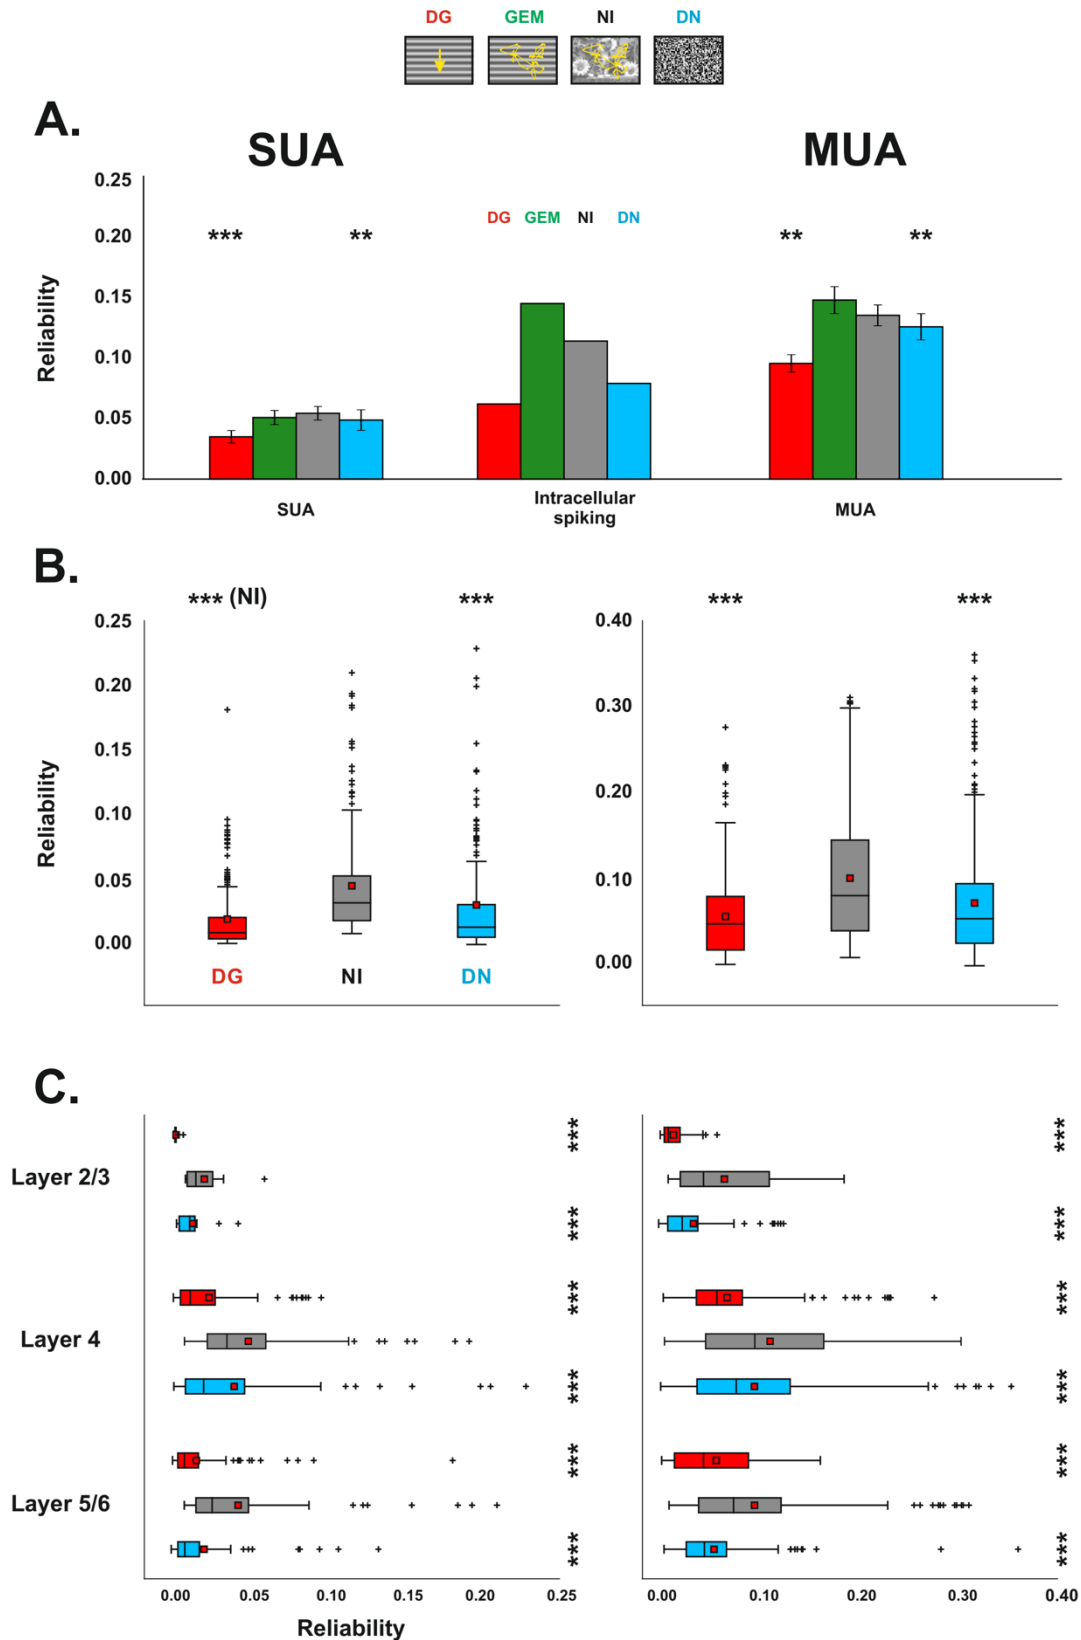 DG GEM NI DN
A.
SUA MUA
0.25
0.20
0.15
0.10
0.05
0.00
Reliability
*** **
DG GEM NI DN
** **
SUA
Intracellular
spiking
MUA
B.
*** (NI) ***
0.25
0.20
0.15
0.10
0.05
0.00
Reliability
DG NI DN
*** ***
0.40
0.30
0.20
0.10
0.00
C.
Layer 2/3
Layer 4
Layer 5/6
***
***
***
***
***
***
***
***
***
***
***
***
0.00 0.05 0.10 0.15 0.20 0.25
Reliability
0.00 0.10 0.20 0.30 0.40